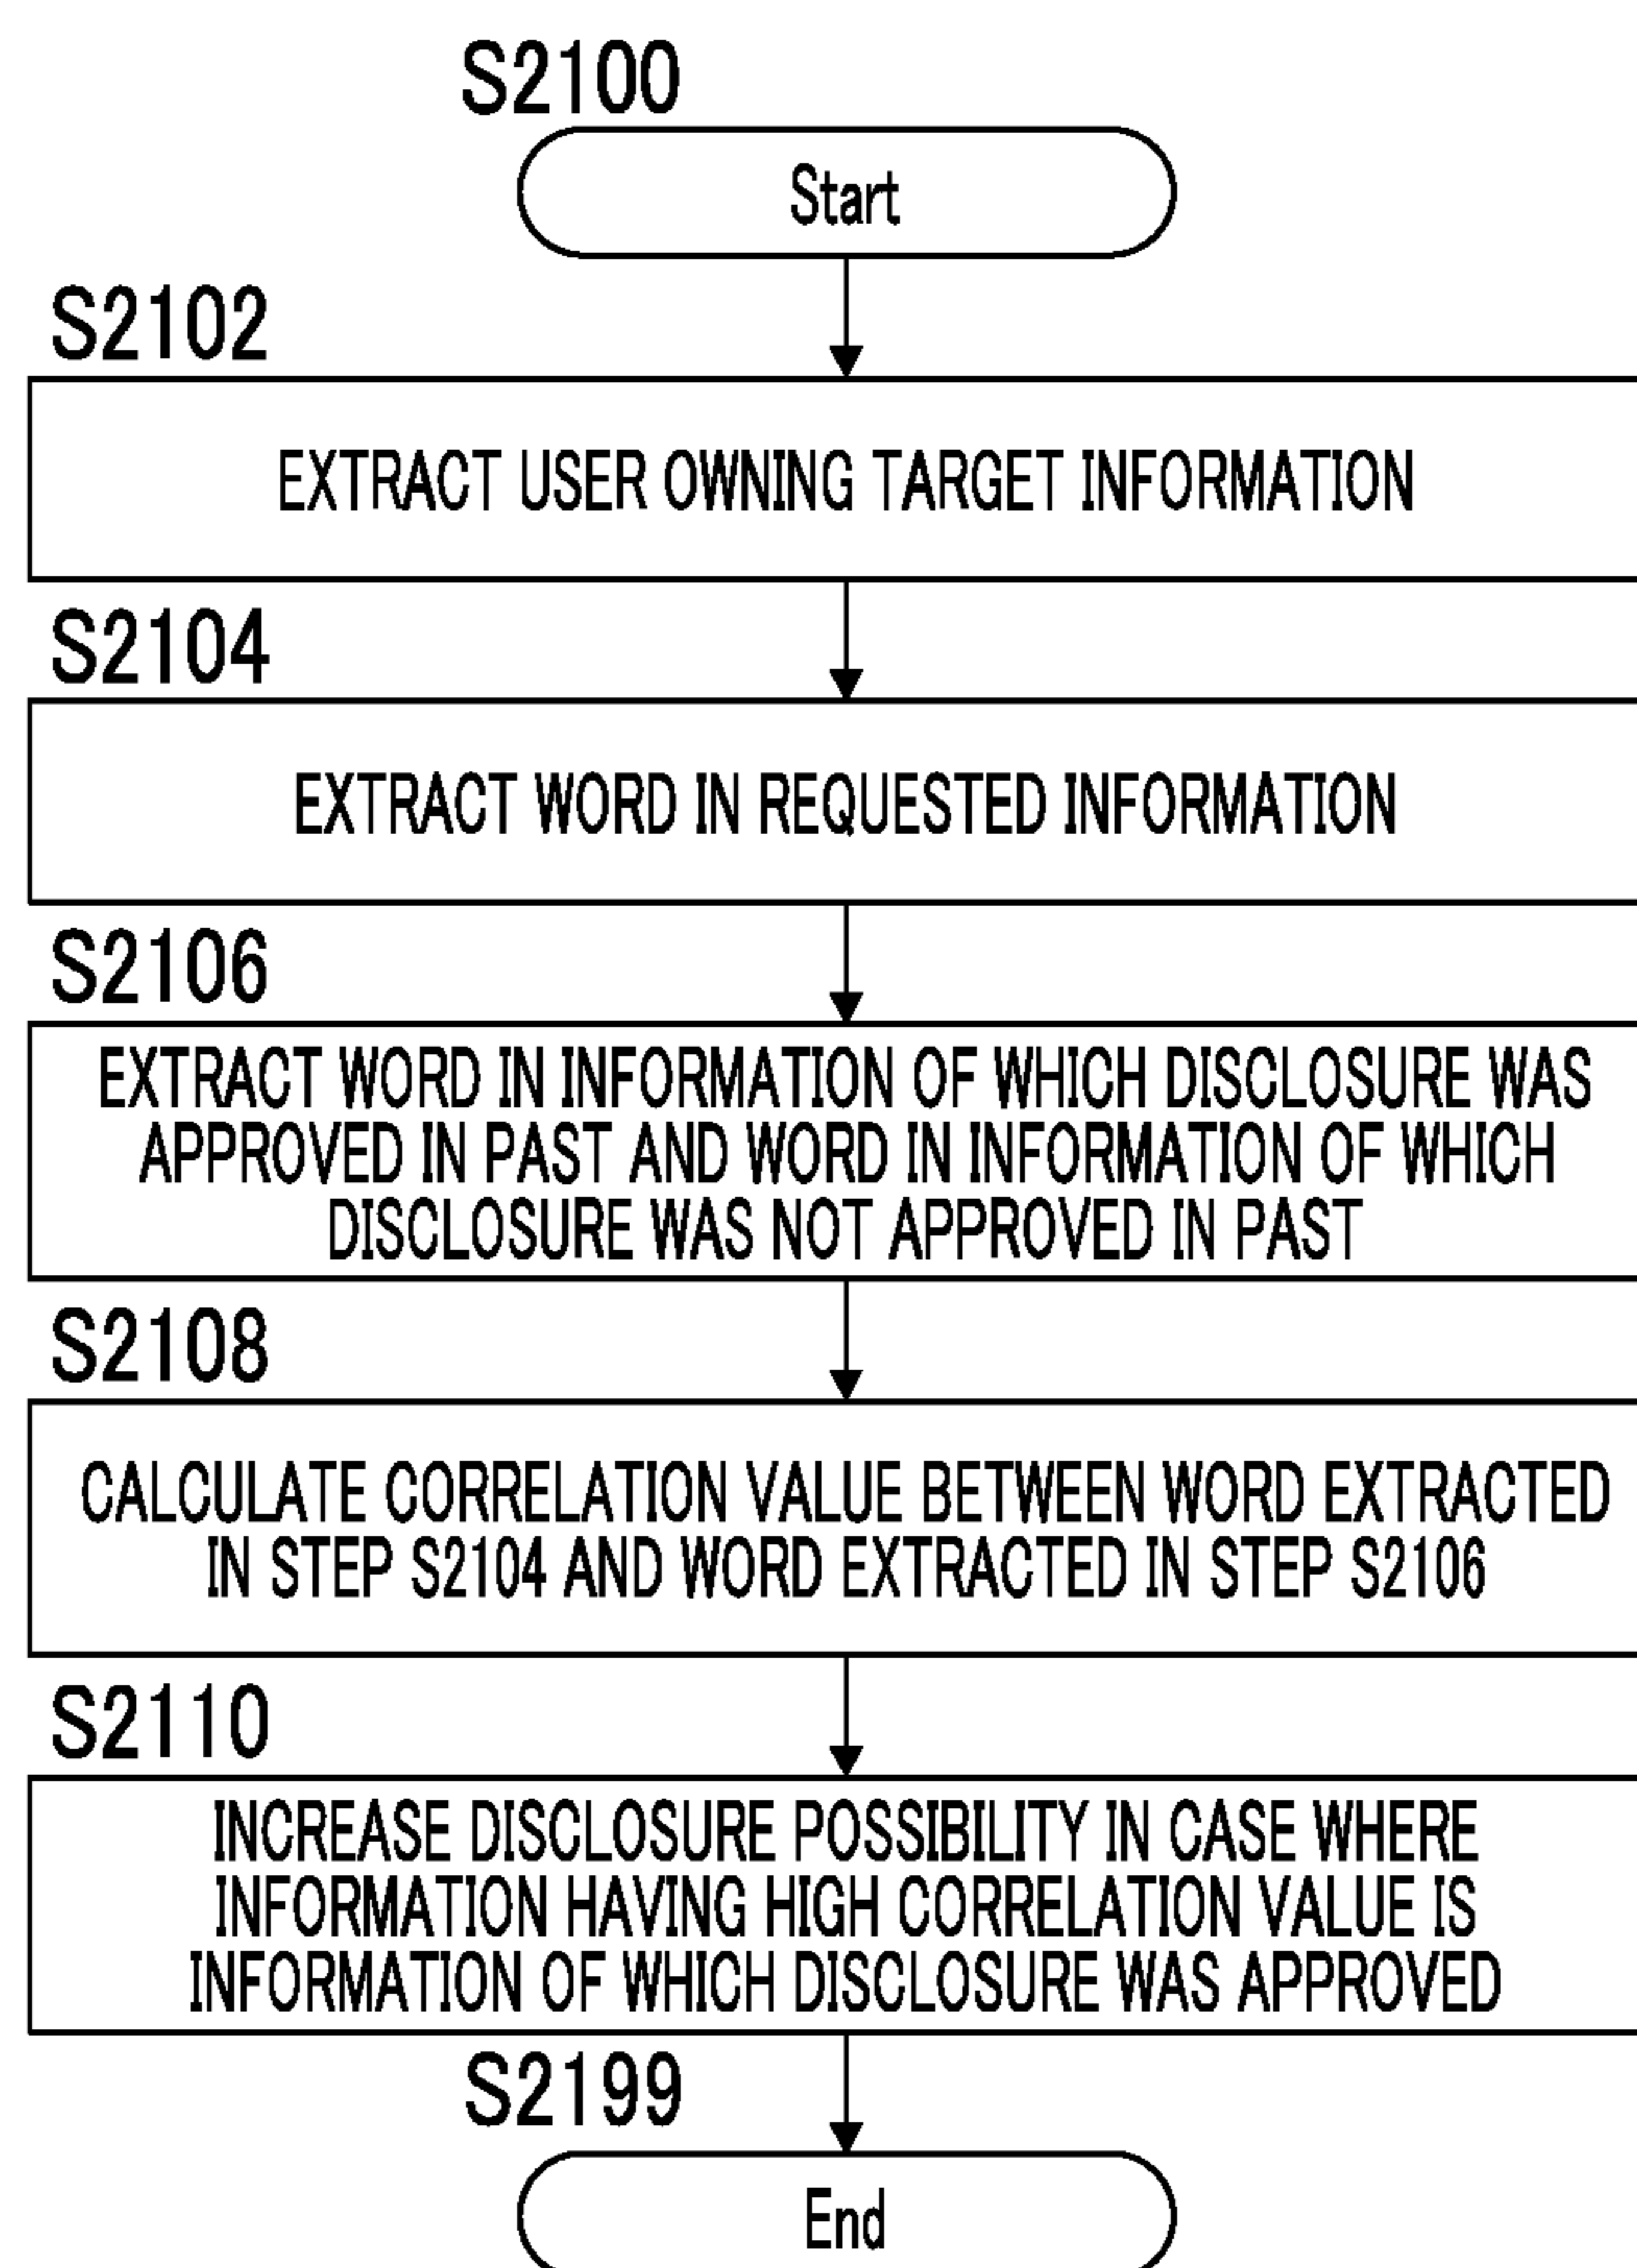 S2100
Start
S2102
EXTRACT USER OWNING TARGET INFORMATION
S2104
EXTRACT WORD IN REQUESTED INFORMATION
S2106
EXTRACT WORD IN INFORMATION OF WHICH DISCLOSURE WAS
APPROVED IN PAST AND WORD IN INFORMATION OF WHICH
DISCLOSURE WAS NOT APPROVED IN PAST
S2108
CALCULATE CORRELATION VALUE BETWEEN WORD EXTRACTED
IN STEP S2104 AND WORD EXTRACTED IN STEP S2106
S2110
INCREASE DISCLOSURE POSSIBILITY IN CASE WHERE
INFORMATION HAVING HIGH CORRELATION VALUE IS
INFORMATION OF WHICH DISCLOSURE WAS APPROVED
S2199
End